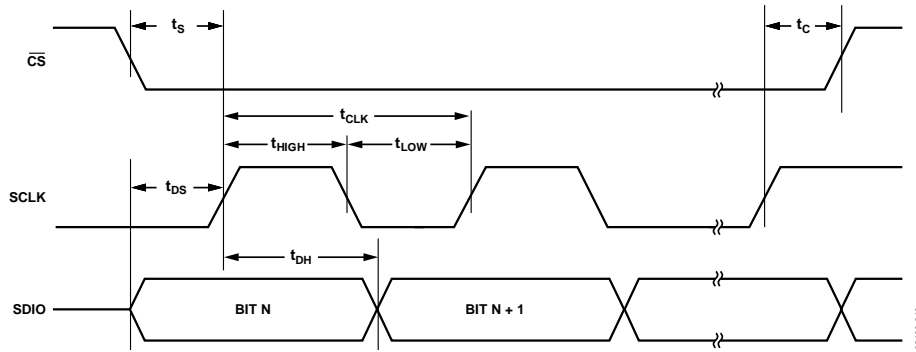 tS
tC
CS
tCLK
tHIGH
tLOW
tDS
SCLK
tDH
SDIO
BIT N
BIT N + 1